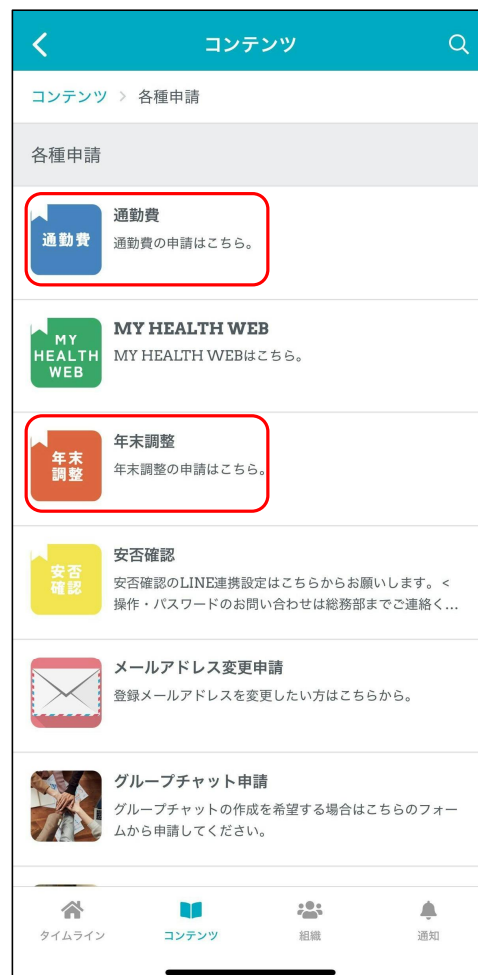 コンテンツ
コンテンツ > 各種申請
各種申請
通勤費
通勤費
通勤費の申請はこちら。
MY
HEALTH
WEB
MY HEALTH WEB
MY HEALTH WEBはこちら。
年末
調整
年末調整
年末調整の申請はこちら。
安否
確認
安否確認
安否確認のLINE連携設定はこちらからお願いします。<
操作・パスワードのお問い合わせは総務部までご連絡く…
メールアドレス変更申請
登録メールアドレスを変更したい方はこちらから。
グループチャット申請
グループチャットの作成を希望する場合はこちらのフォー
ムから申請してください。
タイムライン
コンテンツ
組織
通知